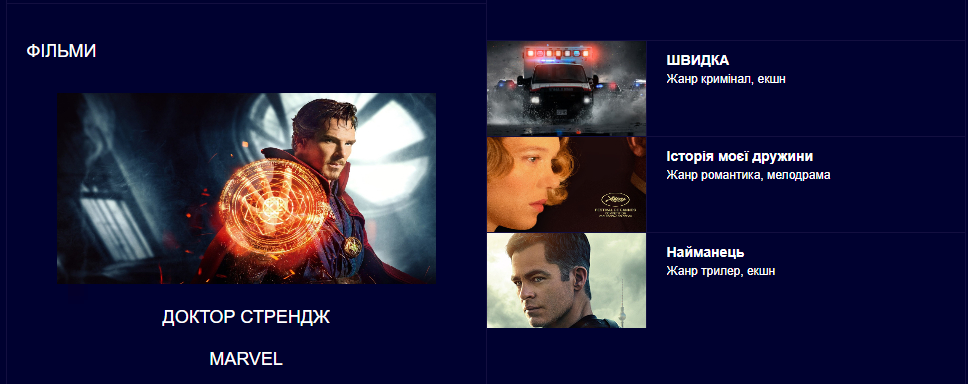 ФІЛЬМИ
ДОКТОР СТРЕНДЖ
MARVEL
ШВИДКА
Жанр кримінал, екшн
Історія моєї дружини
Жанр романтика, мелодрама
Найманець
Жанр трилер, екшн